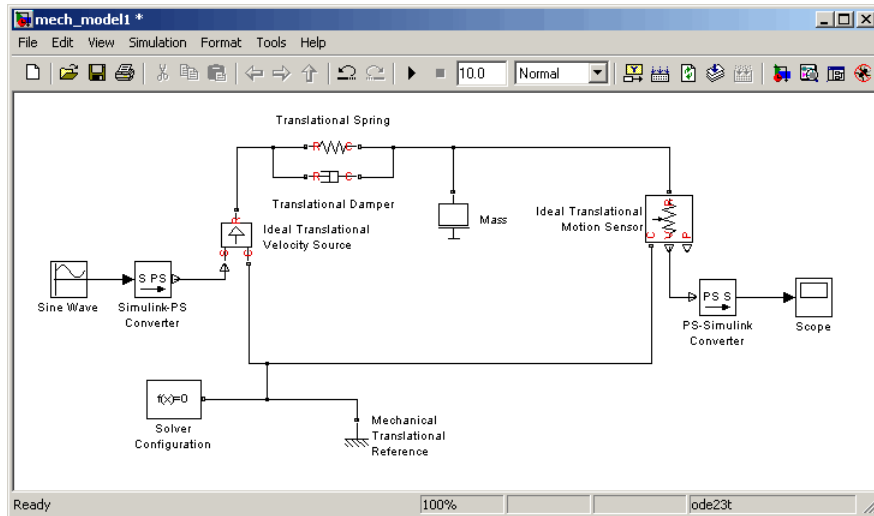 mech_model1 *
File Edit View Simulation Format Tools Help
10.0 Normal
Translational Spring
R C
R C
Translational Damper
R
S C
Ideal Translational
Velocity Source
Mass
Ideal Translational
Motion Sensor
R
C V P
Sine Wave
S PS
Simulink-PS
Converter
PS S
PS-Simulink
Converter
Scope
f(x)=0
Solver
Configuration
Mechanical
Translational
Reference
Ready 100% ode23t